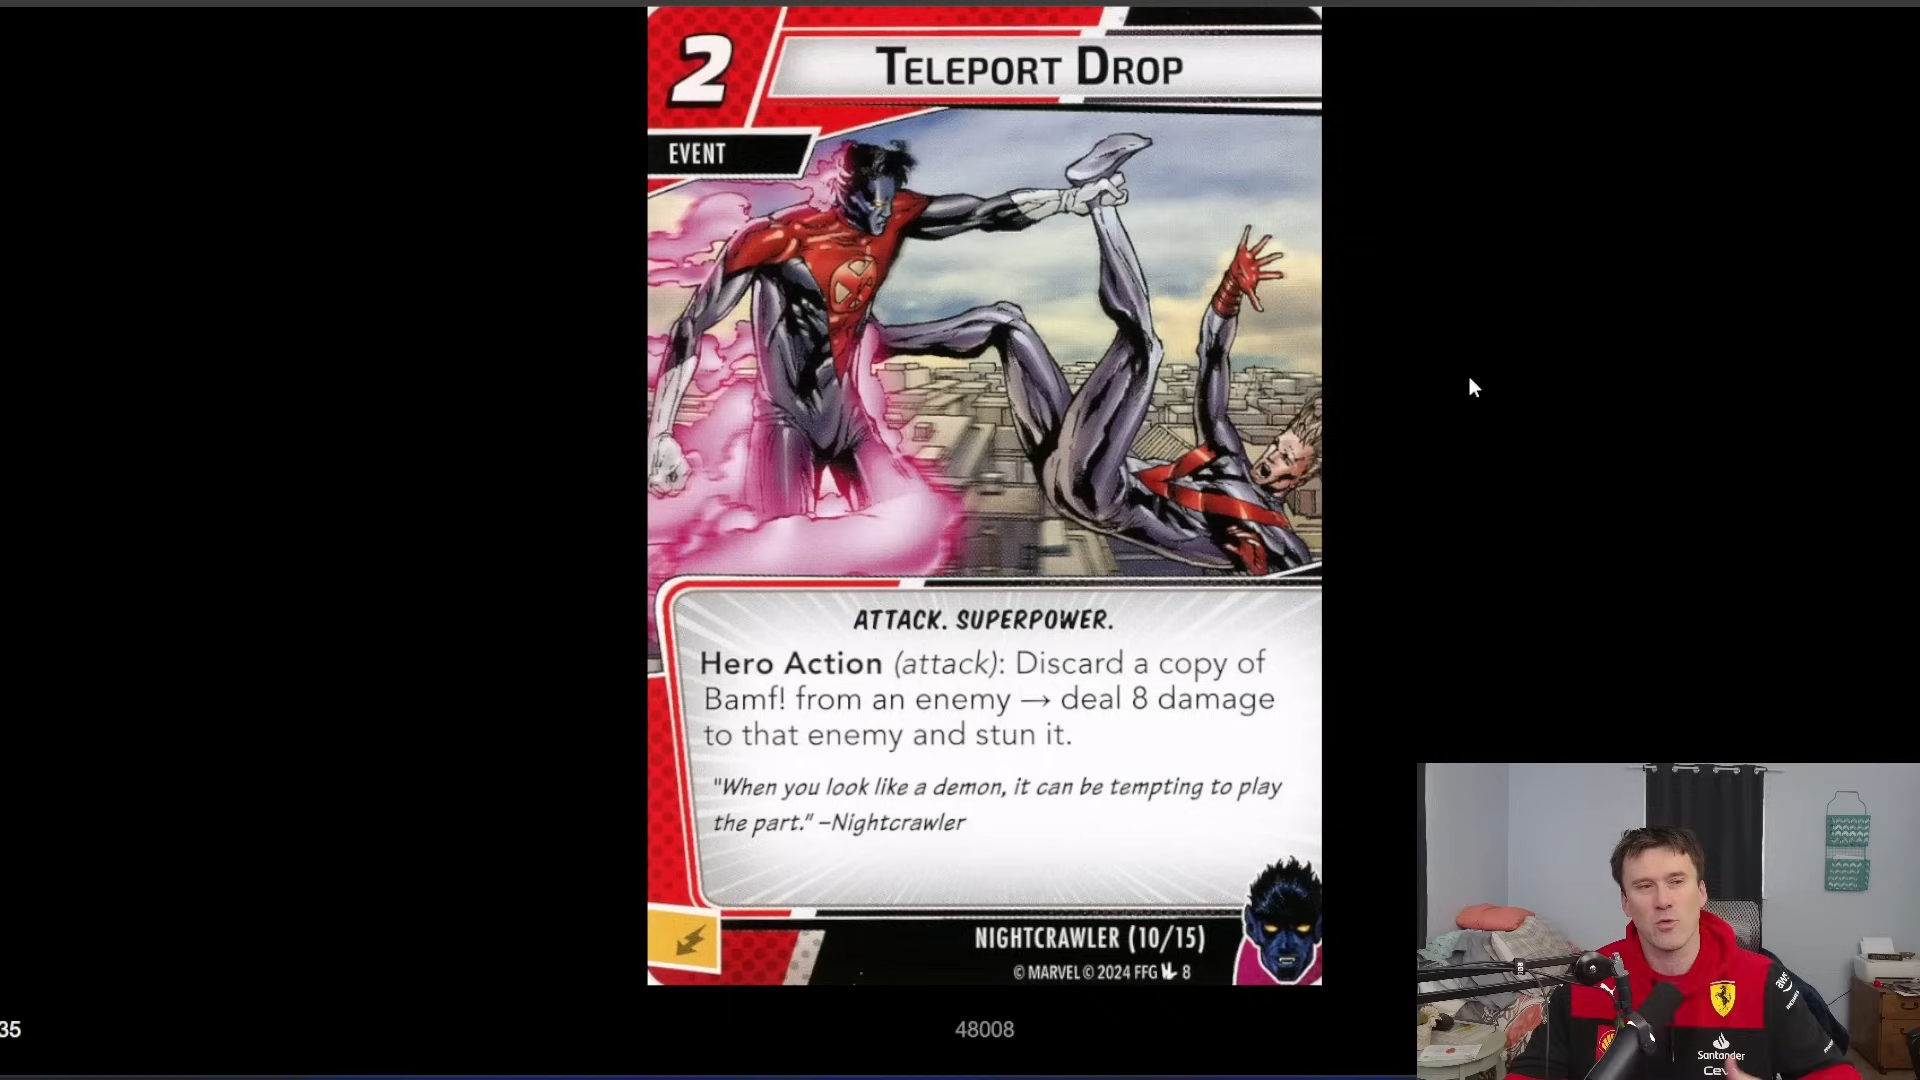 2
TELEPORT DROP
EVENT
ATTACK. SUPERPOWER.
Hero Action (attack): Discard a copy of
Bamf! from an enemy → deal 8 damage
to that enemy and stun it.
"When you look like a demon, it can be tempting to play
the part." –Nightcrawler
NIGHTCRAWLER (10/15)
© MARVEL © 2024 FFG 8
35
48008
aws
Santander